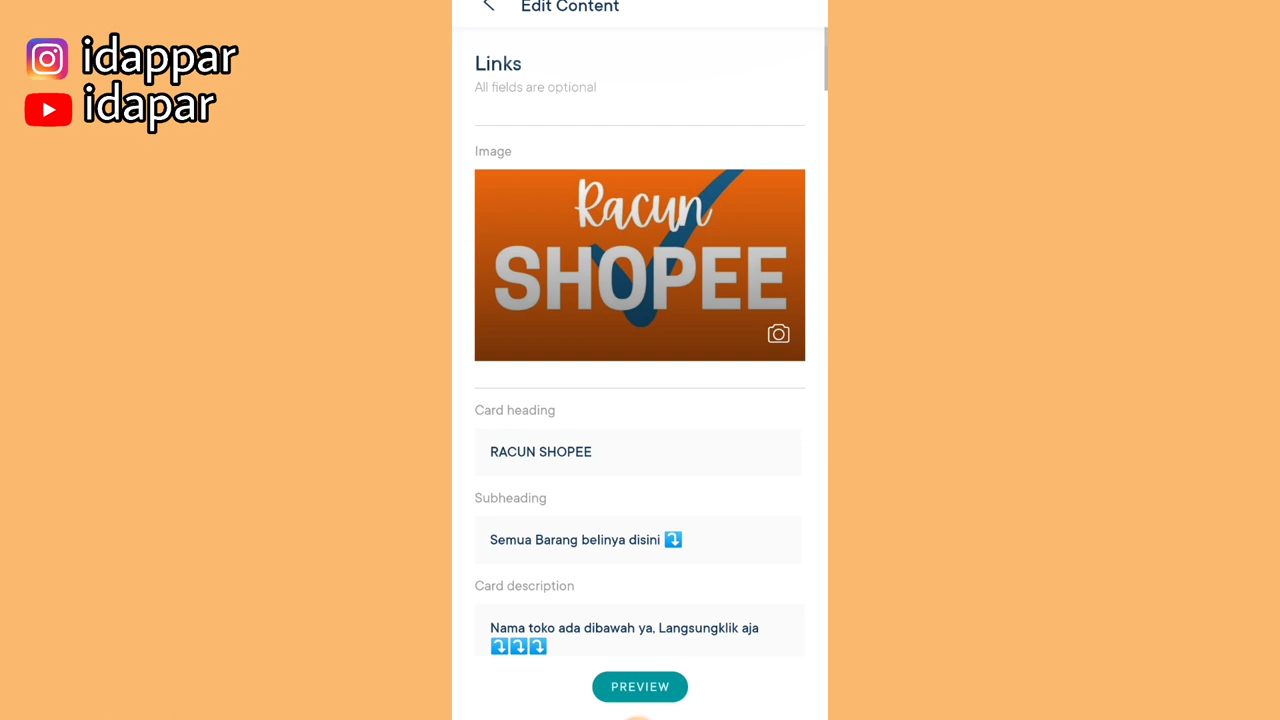 idappar
idapar
Edit Content
Links
All fields are optional
Image
Racun
SHOPEE
Card heading
RACUN SHOPEE
Subheading
Semua Barang belinya disini ⤵️
Card description
Nama toko ada dibawah ya, Langsungklik aja
⤵️⤵️⤵️
PREVIEW